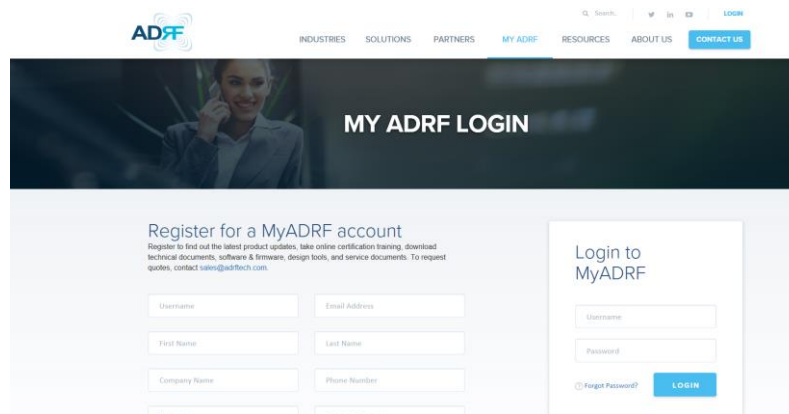 Search...
LOGIN
ADRF
INDUSTRIES SOLUTIONS PARTNERS MY ADRF RESOURCES ABOUT US CONTACT US
MY ADRF LOGIN
Register for a MyADRF account
Register to find out the latest product updates, take online certification training, download
technical documents, software & firmware, design tools, and service documents. To request
quotes, contact sales@adrftech.com.
Username Email Address
First Name Last Name
Company Name Phone Number
Login to
MyADRF
Username
Password
Forgot Password? LOGIN